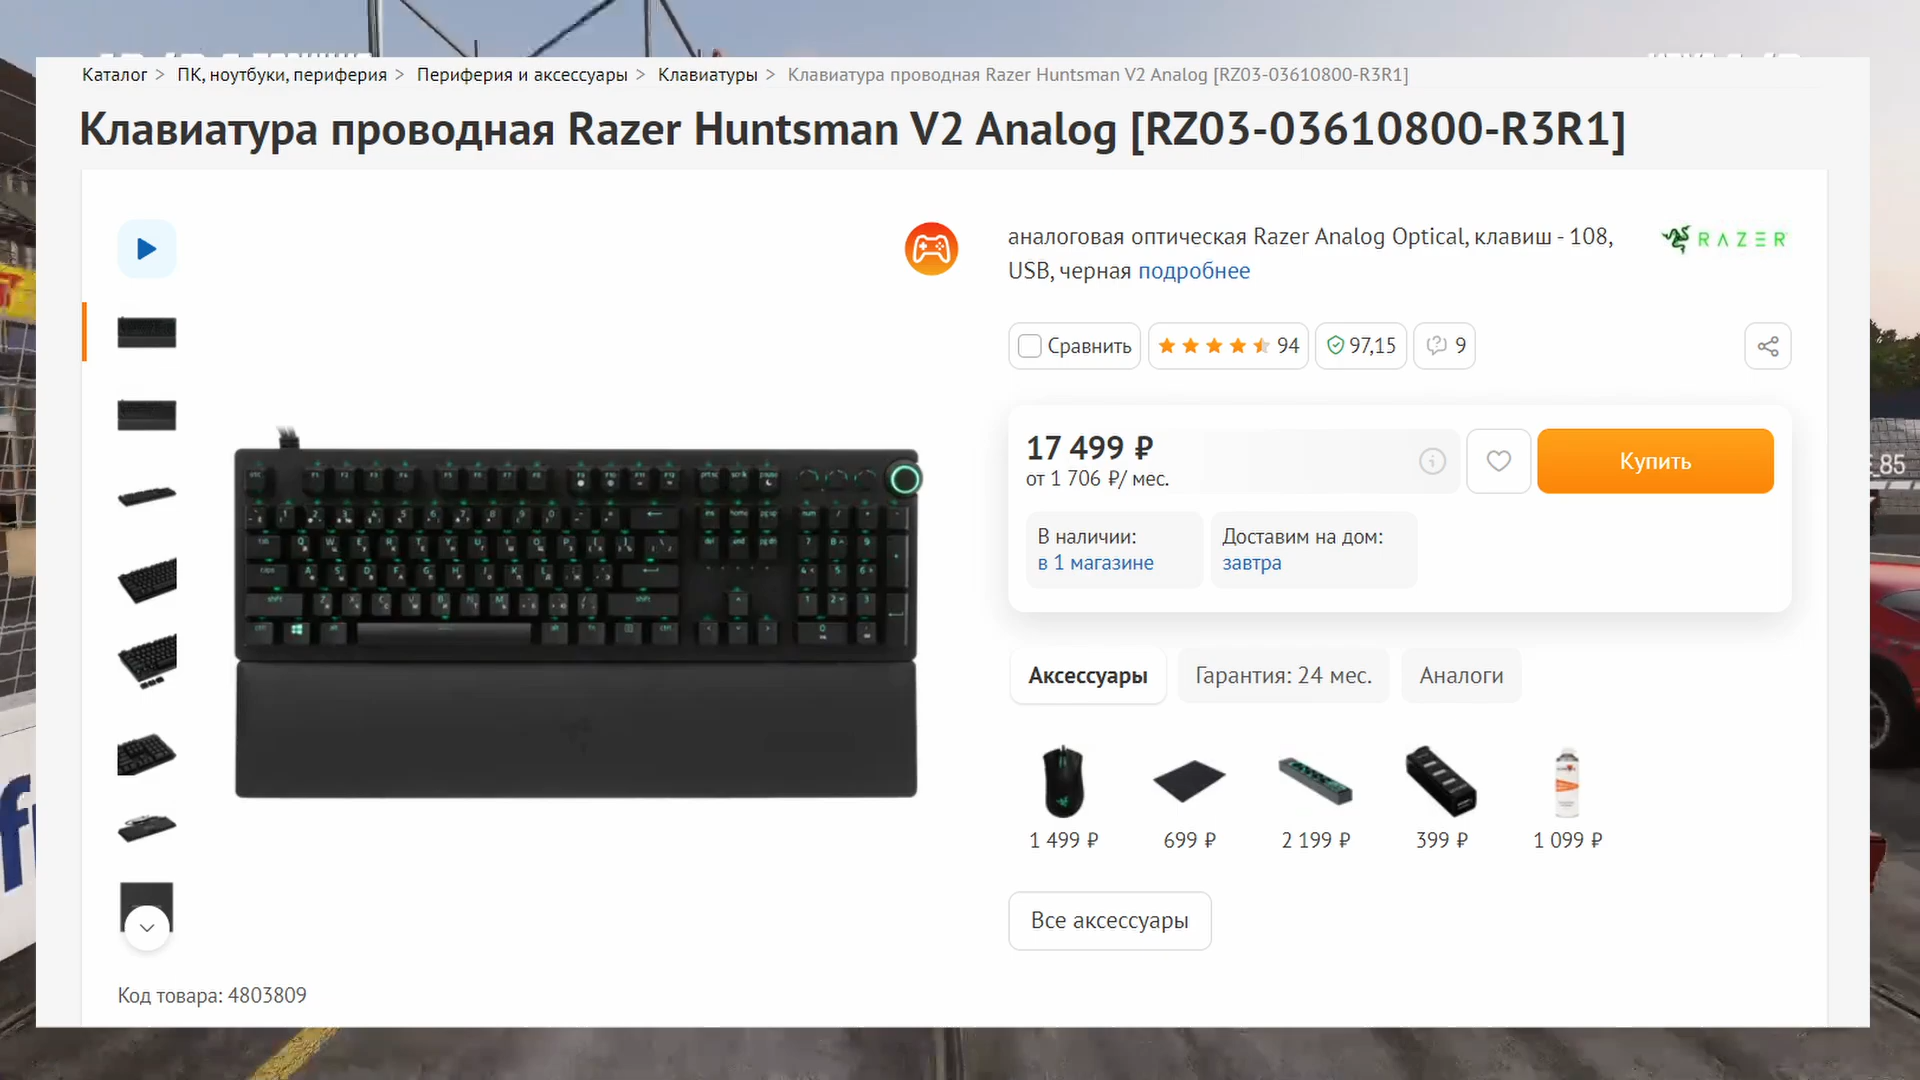 Каталог > ПК, ноутбуки, периферия > Периферия и аксессуары > Клавиатуры > Клавиатура проводная Razer Huntsman V2 Analog [RZ03-03610800-R3R1]
Клавиатура проводная Razer Huntsman V2 Analog [RZ03-03610800-R3R1]
аналоговая оптическая Razer Analog Optical, клавиш - 108,
USB, черная подробнее
RAZER
Сравнить
94
97,15
9
17 499 ₽
от 1 706 ₽/ мес.
Купить
В наличии:
в 1 магазине
Доставим на дом:
завтра
85
Аксессуары
Гарантия: 24 мес.
Аналоги
1 499 ₽
699 ₽
2 199 ₽
399 ₽
1 099 ₽
Все аксессуары
Код товара: 4803809